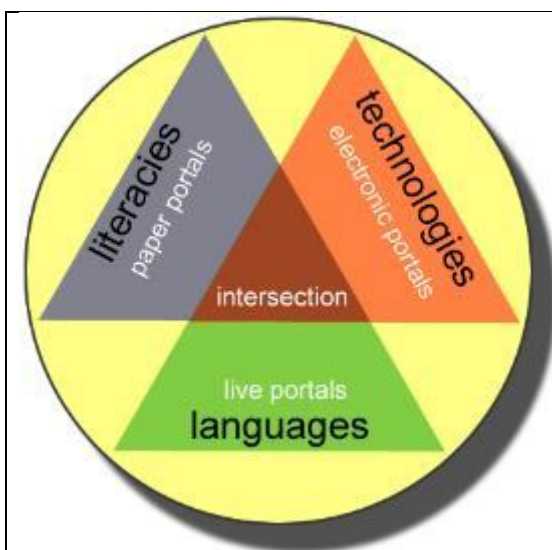 literacies
paper portals
technologies
electronic portals
intersection
live portals
languages